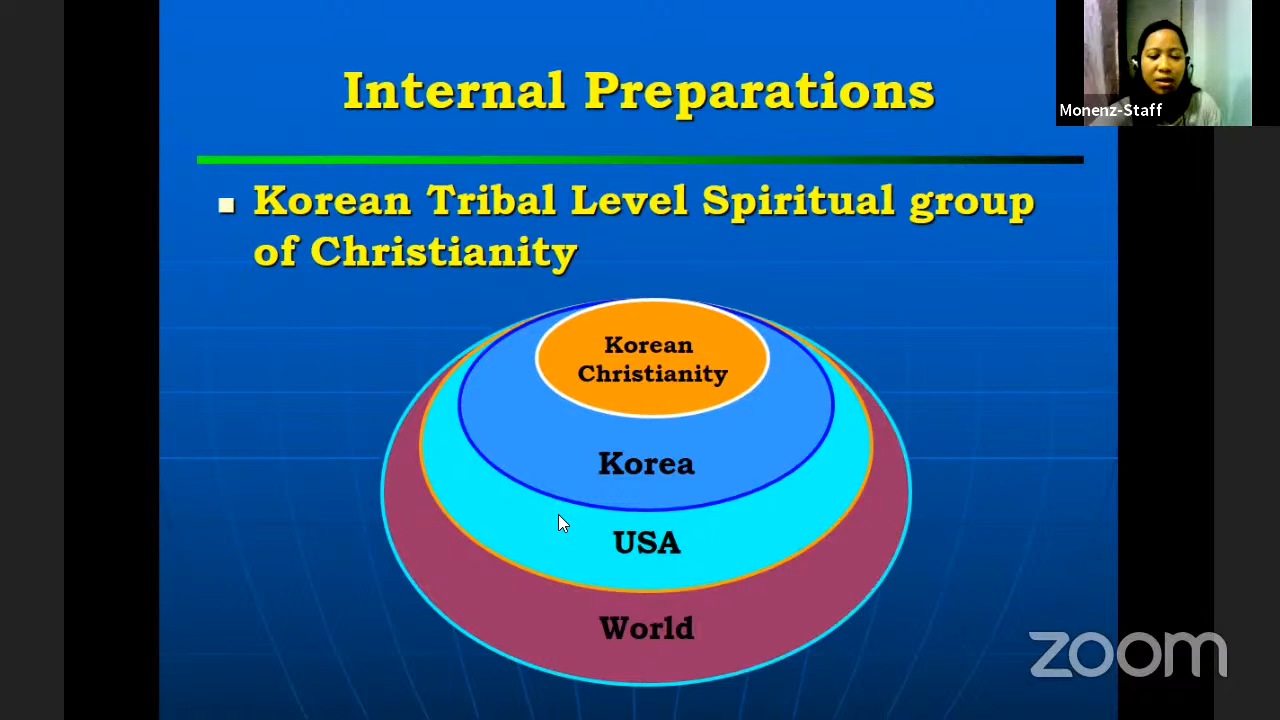 Internal Preparations
Monenz-Staff
Korean Tribal Level Spiritual group
of Christianity
Korean
Christianity
Korea
USA
World
zoom